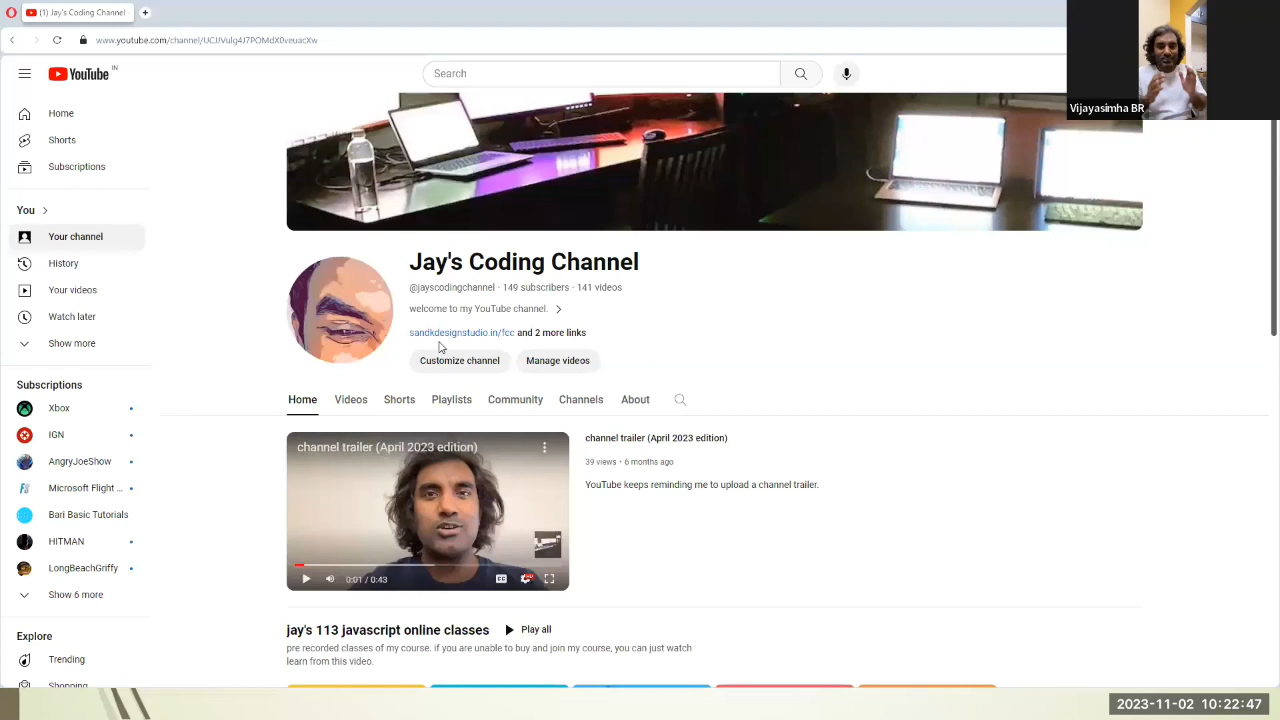 (1) Jay's Coding Channel
www.youtube.com/channel/UCJJVulg4J7POMdX0veuacXw
YouTube IN
Search
Vijayasimha BR
Home
Shorts
Subscriptions
You
Your channel
History
Your videos
Watch later
Show more
Subscriptions
Xbox
IGN
AngryJoeShow
Microsoft Flight ...
Bari Basic Tutorials
HITMAN
LongBeachGriffy
Show 6 more
Explore
Trending
Shopping
Jay's Coding Channel
@jayscodingchannel · 149 subscribers · 141 videos
welcome to my YouTube channel.
sandkdesignstudio.in/fcc and 2 more links
Customize channel
Manage videos
Home
Videos
Shorts
Playlists
Community
Channels
About
channel trailer (April 2023 edition)
0:01 / 0:43
CC
channel trailer (April 2023 edition)
39 views · 6 months ago
YouTube keeps reminding me to upload a channel trailer.
jay's 113 javascript online classes
Play all
pre recorded classes of my course. if you are unable to buy and join my course, you can just watch
learn from this video.
2023-11-02 10:22:47